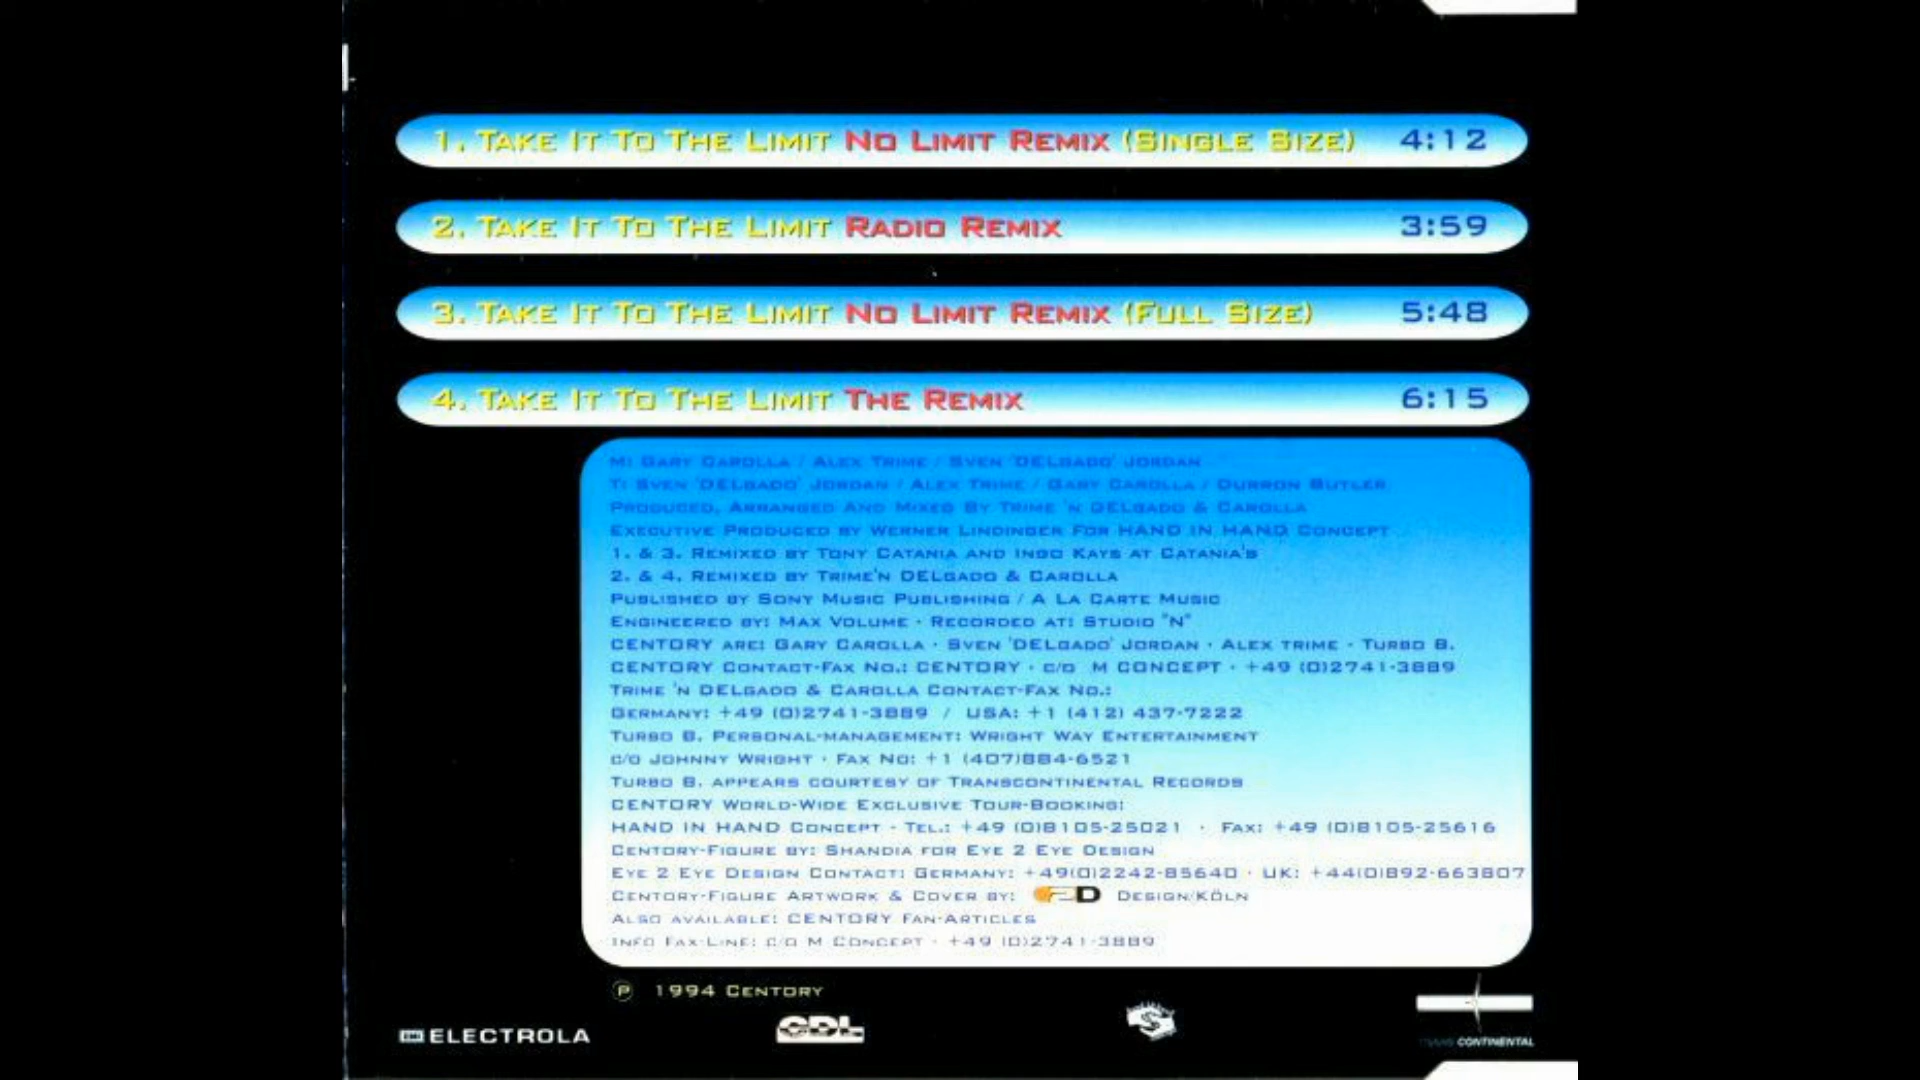 1. Take It To The Limit No Limit Remix (Single Size) 4:12
2. Take It To The Limit Radio Remix 3:59
3. Take It To The Limit No Limit Remix (Full Size) 5:48
4. Take It To The Limit The Remix 6:15
M: Gary Carolla / Alex Trime / Sven 'DELgado' Jordan
T: Sven 'DELgado' Jordan / Alex Trime / Gary Carolla / Durron Butler
Produced, Arranged And Mixed By Trime 'n DELgado & Carolla
Executive Produced by Werner Lindinger For HAND IN HAND Concept
1. & 3. Remixed by Tony Catania and Ingo Kays at Catania's
2. & 4. Remixed by Trime'n DELgado & Carolla
Published by Sony Music Publishing / A La Carte Music
Engineered by: Max Volume · Recorded at: Studio "N"
CENTORY are: Gary Carolla · Sven 'DELgado' Jordan · Alex trime · Turbo B.
CENTORY Contact-Fax No.: CENTORY · c/o M CONCEPT · +49 (0)2741-3889
Trime 'n DELgado & Carolla Contact-Fax No.:
Germany: +49 (0)2741-3889 / USA: +1 (412) 437-7222
Turbo B. Personal-management: Wright Way Entertainment
c/o Johnny Wright · Fax No: +1 (407)884-6521
Turbo B. appears courtesy of Transcontinental Records
CENTORY World-Wide Exclusive Tour-Booking:
HAND IN HAND Concept - Tel.: +49 (0)8105-25021 · Fax: +49 (0)8105-25616
Centory-Figure by: Shandia for Eye 2 Eye Design
Eye 2 Eye Design Contact: Germany: +49(0)2242-85640 · UK: +44(0)892-663807
Centory-Figure Artwork & Cover by: D Design/Köln
Also available: CENTORY Fan-Articles
Info Fax-Line: c/o M Concept · +49 (0)2741-3889
℗ 1994 Centory
EMI ELECTROLA
GDL
S
TRANS CONTINENTAL